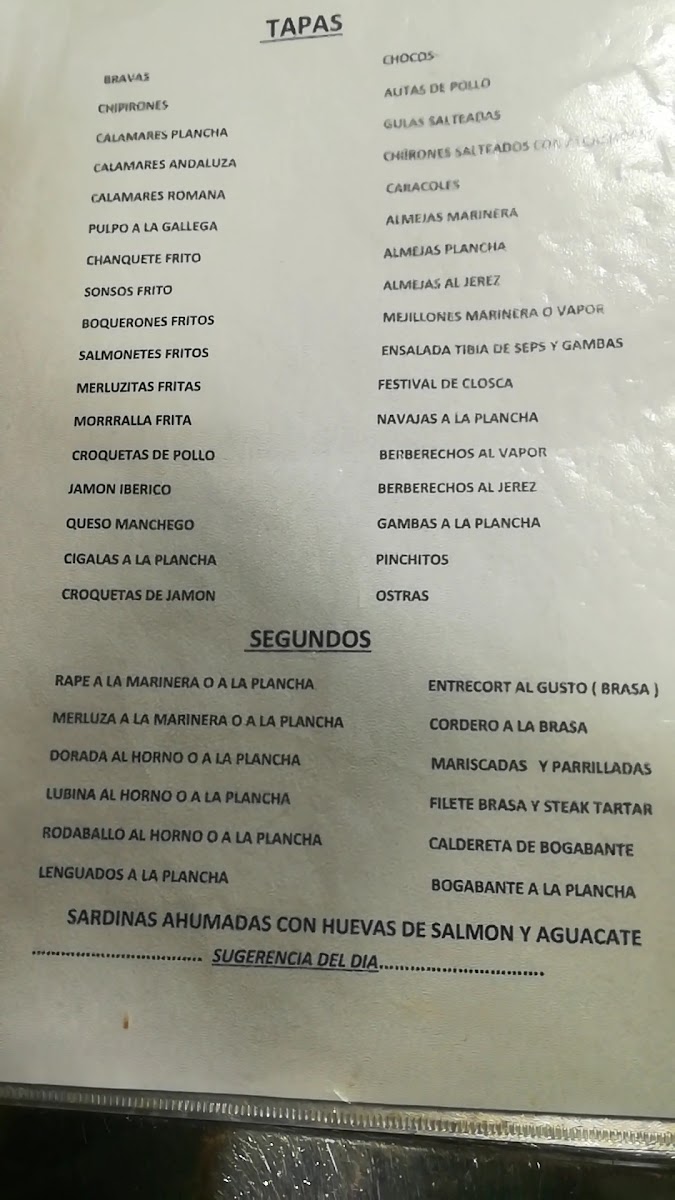 TAPAS
BRAVAS
CHIPIRONES
CALAMARES PLANCHA
CALAMARES ANDALUZA
CALAMARES ROMANA
PULPO A LA GALLEGA
CHANQUETE FRITO
SONSOS FRITO
BOQUERONES FRITOS
SALMONETES FRITOS
MERLUZITAS FRITAS
MORRRALLA FRITA
CROQUETAS DE POLLO
JAMON IBERICO
QUESO MANCHEGO
CIGALAS A LA PLANCHA
CROQUETAS DE JAMON
CHOCOS
ALITAS DE POLLO
GULAS SALTEADAS
SALTEADOS CON
CARACOLES
ALMEJAS MARINERA
ALMEJAS PLANCHA
ALMEJAS AL JEREZ
MEJILLONES MARINERA O VAPOR
ENSALADA TIBIA DE SEPS Y GAMBAS
FESTIVAL DE CLOSCA
NAVAJAS A LA PLANCHA
BERBERECHOS AL VAPOR
BERBERECHOS AL JEREZ
GAMBAS A LA PLANCHA
PINCHITOS
OSTRAS
SEGUNDOS
RAPE A LA MARINERA O A LA PLANCHA
MERLUZA A LA MARINERA O A LA PLANCHA
DORADA AL HORNO O A LA PLANCHA
LUBINA AL HORNO O A LA PLANCHA
RODABALLO AL HORNO O A LA PLANCHA
LENGUADOS A LA PLANCHA
ENTRECORT AL GUSTO ( BRASA )
CORDERO A LA BRASA
MARISCADAS Y PARRILLADAS
FILETE BRASA Y STEAK TARTAR
CALDERETA DE BOGABANTE
BOGABANTE A LA PLANCHA
SARDINAS AHUMADAS CON HUEVAS DE SALMON Y AGUACATE
............................... SUGERENCIA DEL DIA..............................